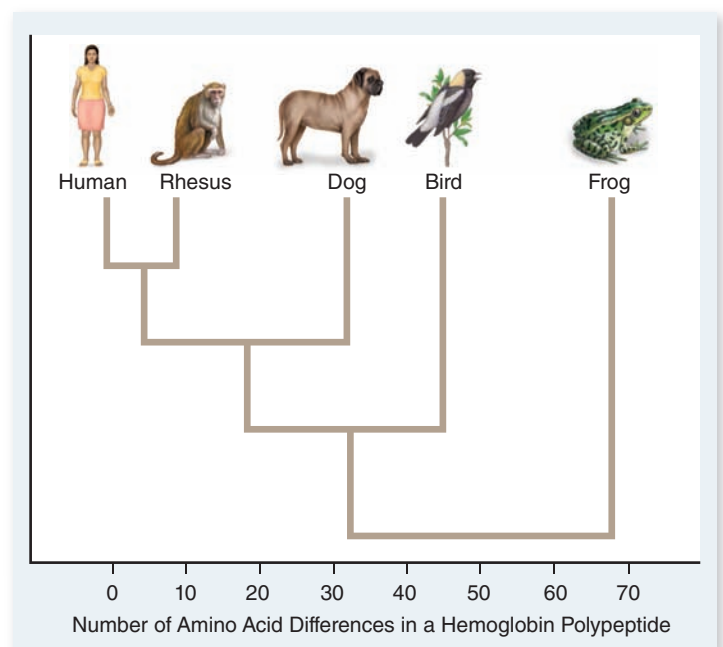 Human Rhesus Dog Bird Frog
0 10 20 30 40 50 60 70
Number of Amino Acid Differences in a Hemoglobin Polypeptide